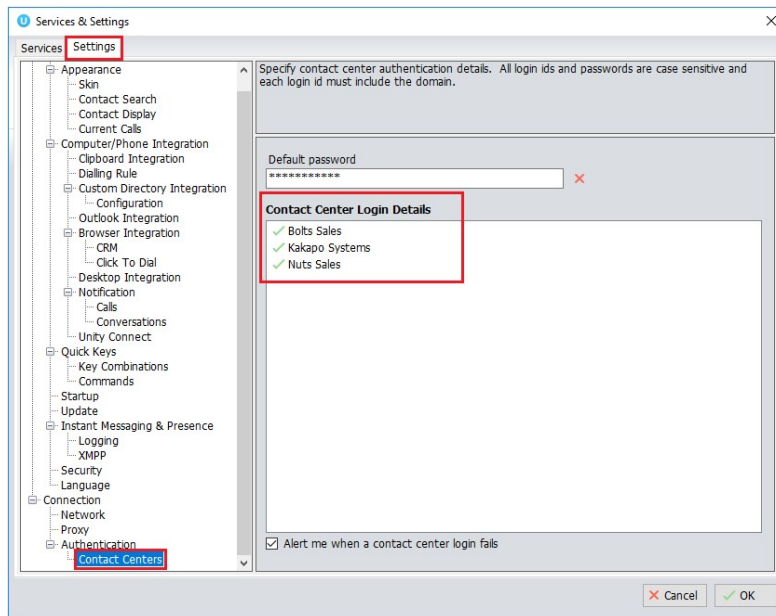 Services & Settings
Services Settings
Appearance
Skin
Contact Search
Contact Display
Current Calls
Computer/Phone Integration
Clipboard Integration
Dialling Rule
Custom Directory Integration
Configuration
Outlook Integration
Browser Integration
CRM
Click To Dial
Desktop Integration
Notification
Calls
Conversations
Unity Connect
Quick Keys
Key Combinations
Commands
Startup
Update
Instant Messaging & Presence
Logging
XMPP
Security
Language
Connection
Network
Proxy
Authentication
Contact Centers
Specify contact center authentication details.  All login ids and passwords are case sensitive and
each login id must include the domain.
Default password
***********
Contact Center Login Details
Bolts Sales
Kakapo Systems
Nuts Sales
Alert me when a contact center login fails
Cancel OK